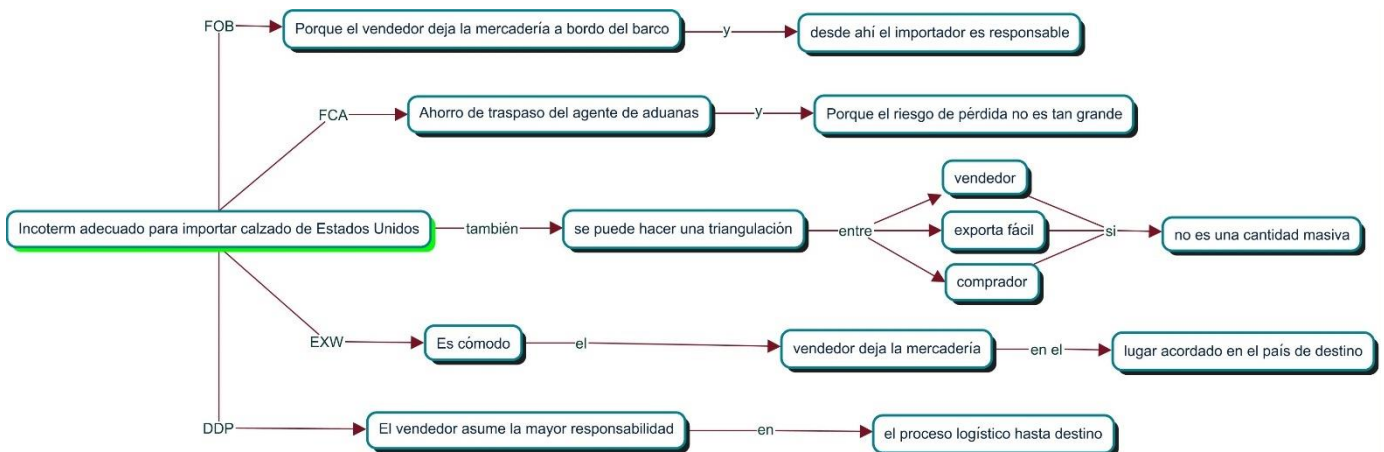 FOB
Porque el vendedor deja la mercadería a bordo del barco
y
desde ahí el importador es responsable
FCA
Ahorro de traspaso del agente de aduanas
y
Porque el riesgo de pérdida no es tan grande
Incoterm adecuado para importar calzado de Estados Unidos
también
se puede hacer una triangulación
entre
vendedor
exporta fácil
comprador
si
no es una cantidad masiva
EXW
Es cómodo
el
vendedor deja la mercadería
en el
lugar acordado en el país de destino
DDP
El vendedor asume la mayor responsabilidad
en
el proceso logístico hasta destino